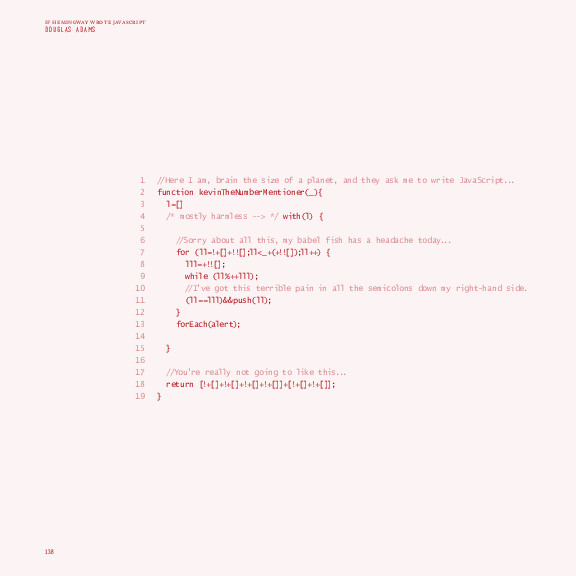 IF HEMINGWAY WROTE JAVASCRIPT
DOUGLAS ADAMS
1 //Here I am, brain the size of a planet, and they ask me to write JavaScript...
2 function kevinTheNumberMentioner(_){
3 l=[]
4 /* mostly harmless --> */ with(l) {
5
6 //Sorry about all this, my babel fish has a headache today...
7 for (ll=!+[]+!![];ll<_+(+!![]);ll++) {
8 lll=+!![];
9 while (ll%++lll);
10 //I've got this terrible pain in all the semicolons down my right-hand side.
11 (ll==lll)&&push(ll);
12 }
13 forEach(alert);
14
15 }
16
17 //You're really not going to like this...
18 return [!+[]+!+[]+!+[]+!+[]]+[!+[]+!+[]];
19 }
138